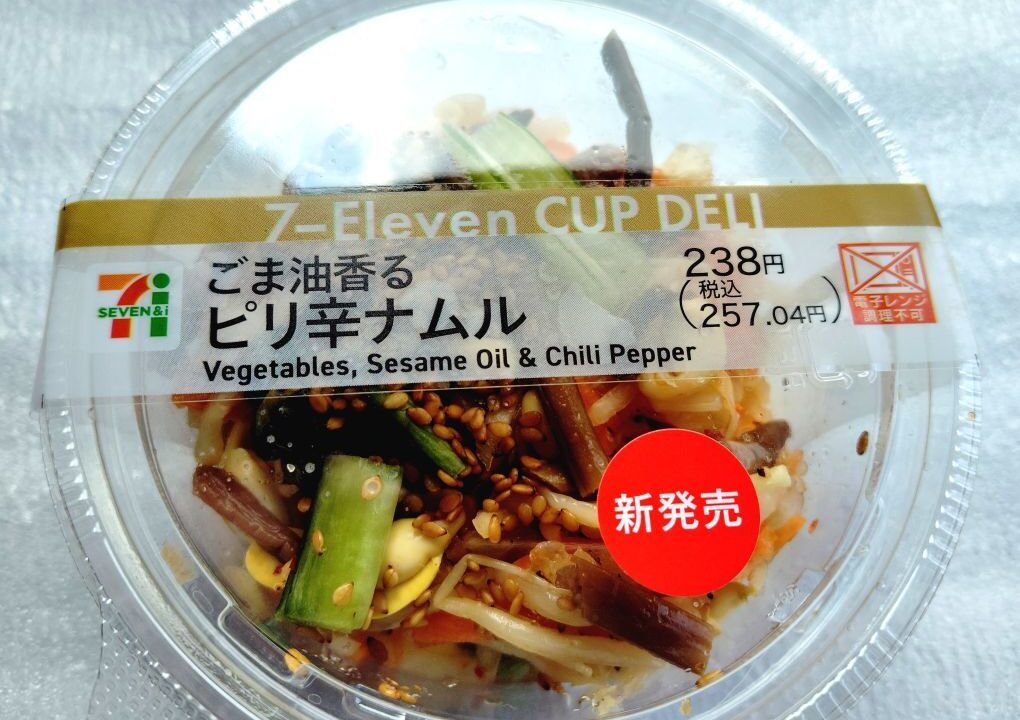 7-Eleven CUP DELI
7i
SEVEN&i
ごま油香る
ピリ辛ナムル
Vegetables, Sesame Oil & Chili Pepper
238円
(税込
257.04円)
電子レンジ
調理不可
新発売